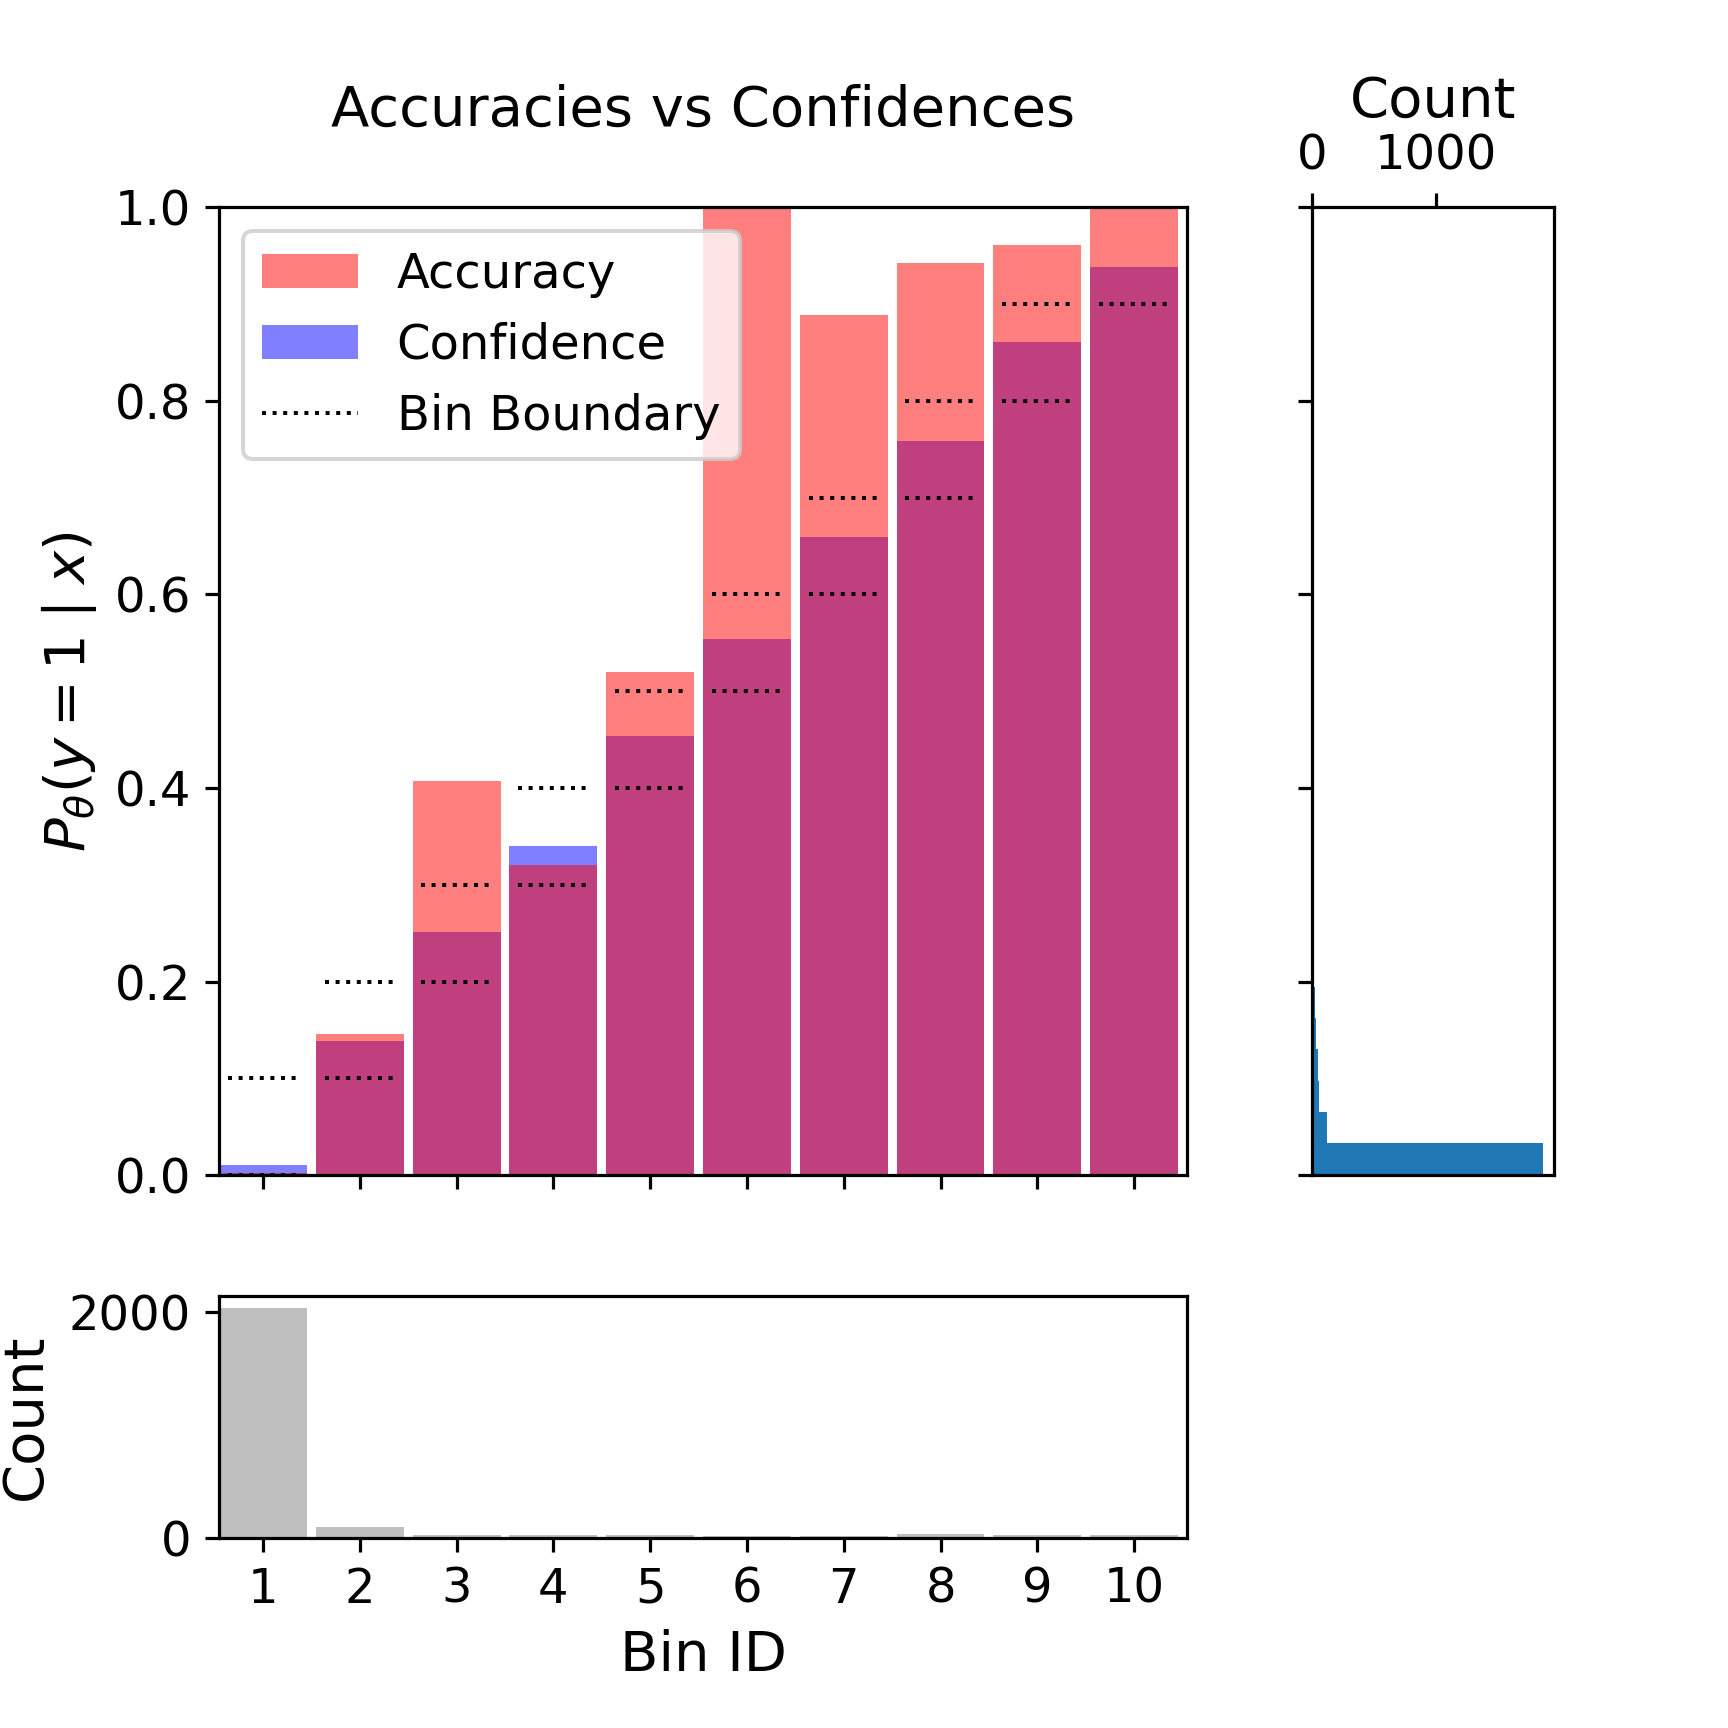 Accuracies vs Confidences
Count
0 1000
1.0
0.8
0.6
0.4
0.2
0.0
Accuracy
Confidence
Bin Boundary
P_θ(y = 1 | x)
2000
0
Count
1 2 3 4 5 6 7 8 9 10
Bin ID